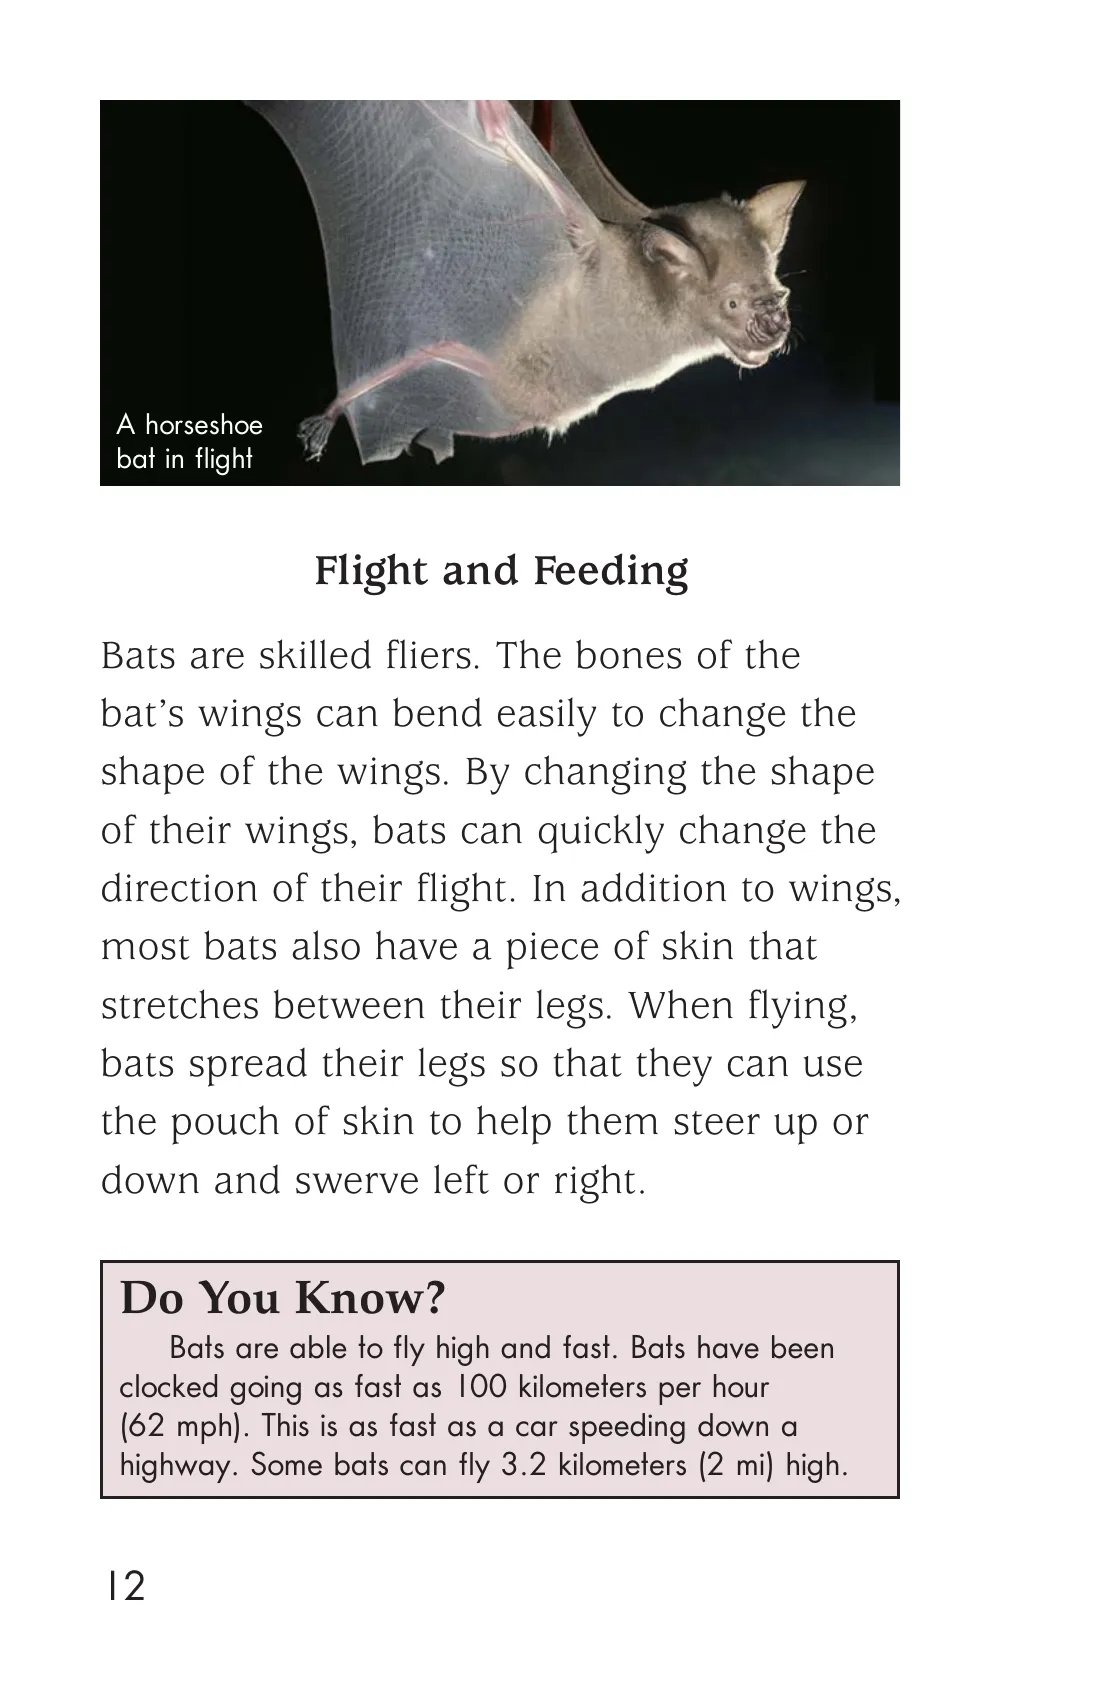 A horseshoe
bat in flight
Flight and Feeding
Bats are skilled fliers. The bones of the
bat’s wings can bend easily to change the
shape of the wings. By changing the shape
of their wings, bats can quickly change the
direction of their flight. In addition to wings,
most bats also have a piece of skin that
stretches between their legs. When flying,
bats spread their legs so that they can use
the pouch of skin to help them steer up or
down and swerve left or right.
Do You Know?
Bats are able to fly high and fast. Bats have been
clocked going as fast as 100 kilometers per hour
(62 mph). This is as fast as a car speeding down a
highway. Some bats can fly 3.2 kilometers (2 mi) high.
12